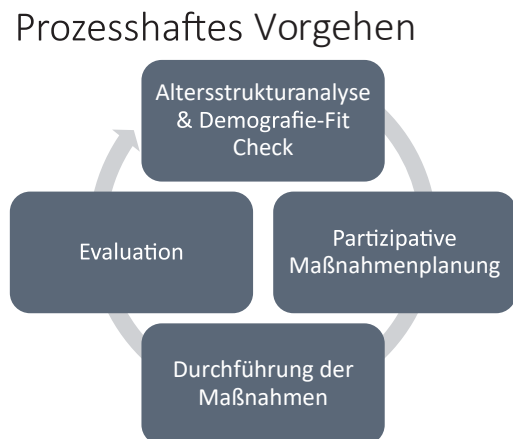 Prozesshaftes Vorgehen
Altersstrukturanalyse
& Demografie-Fit
Check
Evaluation
Partizipative
Maßnahmenplanung
Durchführung der
Maßnahmen